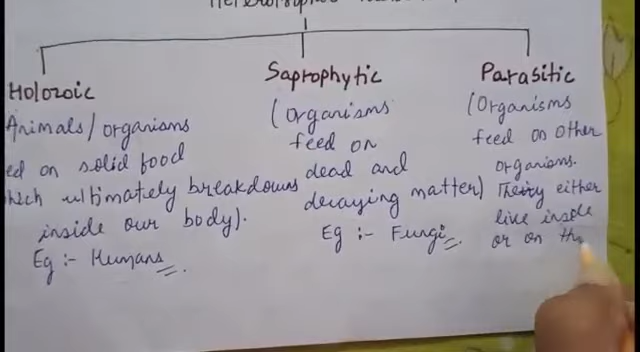 Holozoic
Saprophytic
Parasitic
Animals/organisms
ed on solid food
hich ultimately breakdowns
inside our body).
Eg :- Humans
(Organisms
feed on
dead and
decaying matter)
Eg :- Fungi
(Organisms
feed on other
organisms.
They either
live inside
or on th